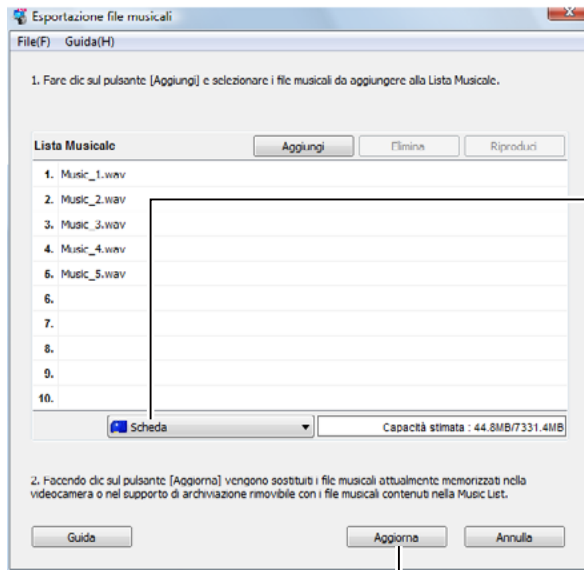 Esportazione file musicali
File(F) Guida(H)
1. Fare clic sul pulsante [Aggiungi] e selezionare i file musicali da aggiungere alla Lista Musicale.
Lista Musicale Aggiungi Elimina Riproduci
1. Music_1.wav
2. Music_2.wav
3. Music_3.wav
4. Music_4.wav
5. Music_5.wav
6.
7.
8.
9.
10.
Scheda Capacità stimata : 44.8MB/7331.4MB
2. Facendo clic sul pulsante [Aggiorna] vengono sostituiti i file musicali attualmente memorizzati nella
videocamera o nel supporto di archiviazione rimovibile con i file musicali contenuti nella Music List.
Guida Aggiorna Annulla